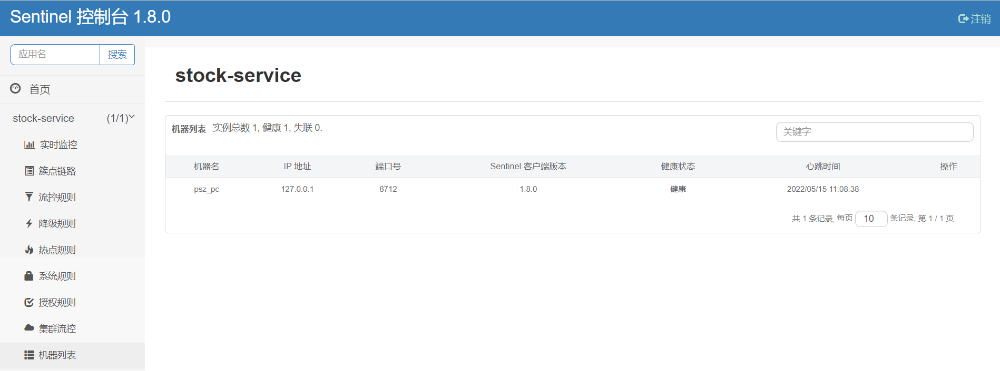 Sentinel 控制台 1.8.0
注销
应用名 搜索
首页
stock-service (1/1)
实时监控
簇点链路
流控规则
降级规则
热点规则
系统规则
授权规则
集群流控
机器列表
stock-service
机器列表 实例总数 1, 健康 1, 失联 0.
关键字
机器名 IP 地址 端口号 Sentinel 客户端版本 健康状态 心跳时间 操作
psz_pc 127.0.0.1 8712 1.8.0 健康 2022/05/15 11:08:38
共 1 条记录, 每页 10 条记录, 第 1 / 1 页